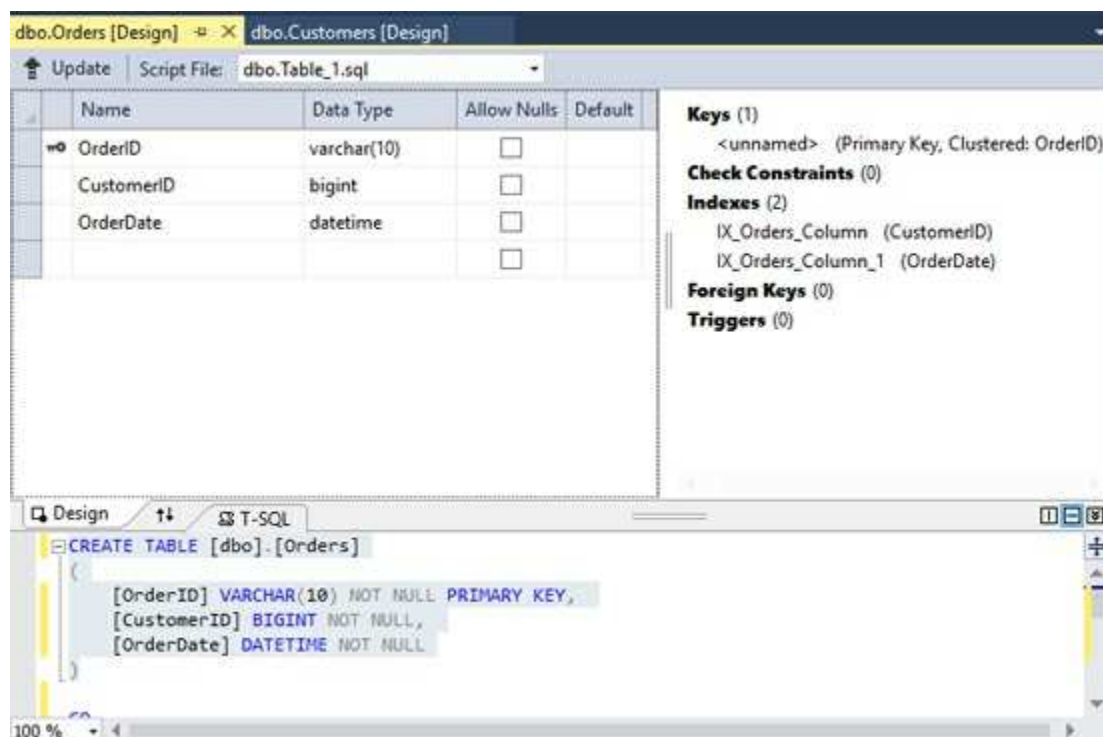 dbo.Orders [Design] dbo.Customers [Design]
Update Script File: dbo.Table_1.sql
Name Data Type Allow Nulls Default
OrderID varchar(10)
CustomerID bigint
OrderDate datetime
Keys (1)
<unnamed> (Primary Key, Clustered: OrderID)
Check Constraints (0)
Indexes (2)
IX_Orders_Column (CustomerID)
IX_Orders_Column_1 (OrderDate)
Foreign Keys (0)
Triggers (0)
Design T-SQL
CREATE TABLE [dbo].[Orders]
(
[OrderID] VARCHAR(10) NOT NULL PRIMARY KEY,
[CustomerID] BIGINT NOT NULL,
[OrderDate] DATETIME NOT NULL
)
100 %